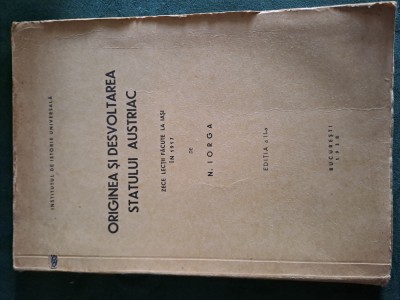 INSTITUTUL DE ISTORIE UNIVERSALĂ
ORIGINEA ȘI DESVOLTAREA
STATULUI AUSTRIAC
ZECE LECȚII FĂCUTE LA IAȘI
ÎN 1917
DE
N. IORGA
EDIȚIA a II-a
BUCUREȘTI